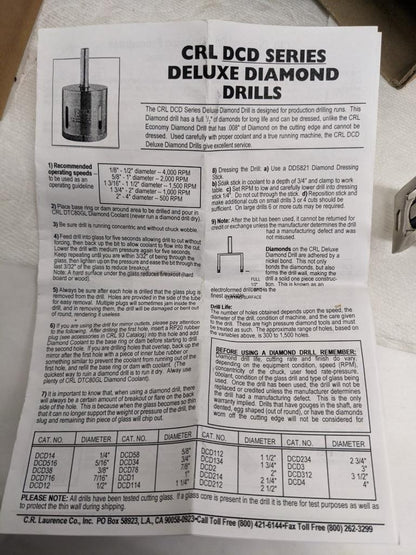 CRL DCD SERIES
DELUXE DIAMOND
DRILLS
The CRL DCD Series Deluxe Diamond Drill is designed for production drilling runs. This
Diamond drill has a full 1/4" of diamonds for long life and can be dressed, unlike the CRL
Economy Diamond Drill that has .008" of Diamond on the cutting edge and cannot be
dressed. Used carefully with proper coolant and a true running machine, the CRL DCD
Deluxe Diamond Drills give excellent service.
1) Recommended
operating speeds –
to be used as an
operating guideline
1/8" - 1/2" diameter – 4,000 RPM
5/8" - 1" diameter – 2,000 RPM
1 3/16" - 1 1/2" diameter – 1,500 RPM
1 3/4" - 2" diameter – 1,000 RPM
2" - 4" diameter – 500 RPM
2) Place base ring or dam around area to be drilled and pour in
CRL DTC80GL Diamond Coolant (never run a diamond drill dry).
3) Be sure drill is running concentric and without chuck wobble.
4) Feed drill into glass for five seconds allowing drill to cut without
forcing, then back up the bit to allow coolant to flow into the cut.
Lower the drill with medium pressure again for five seconds.
Keep repeating until you are within 3/32" of being through the
glass, then lighten up on the pressure and ease the bit through the
last 3/32" of the glass to reduce breakout.
Note: A hard surface under the glass reduces breakout (hard
board or wood)
5) Always be sure after each hole is drilled that the glass plug is
removed from the drill. Holes are provided in the side of the tube
for easy removal. Multiple plugs will sometimes jam inside the
drill, and in removing them, the drill will be damaged or bent out
of round, rendering it useless.
6) If you are using the drill for mirror outlets, please pay attention
to the following. After drilling the first hole, insert a RP20 rubber
plug (see accessories in CRL AG Catalog) into this hole and add
Diamond Coolant to the base ring or dam before starting to drill
the second hole. If you are drilling holes that overlap, back up the
mirror after the first hole with a piece of inner tube rubber or
something similar to prevent the coolant from running out of the
first hole, and refill the base ring or dam with coolant. (The
quickest way to ruin a diamond drill is to run it dry. Always use
plenty of CRL DTC80GL Diamond Coolant).
7) It is important to know that, when using a diamond drill, there
will always be a certain amount of breakout or flare on the back
side of the hole. This is because when the glass becomes so thin
that it can no longer support the weight or pressure of the drill, the
slug and remaining thin piece of glass will chip out.
8) Dressing the Drill: a) Use a DDS821 Diamond Dressing
Stick.
b) Soak stick in coolant to a depth of 3/4" and clamp to work
table. c) Set RPM to low and carefully lower drill into dressing
stick 1/4". Do not cut through the stick. d) Reposition stick and
make additional cuts on small drills 3 or 4 cuts should be
sufficient. On large drills 6 or more cuts may be required.
9) Note: After the bit has been used, it cannot be returned for
credit or exchange unless the manufacturer determines the drill
had a manufacturing defect and was
not misused.
Diamonds on the CRL Deluxe
Diamond Drill are adhered by a
nickel bond. This not only
bonds the diamonds, but also
forms the drill wall, making the
drill a solid one piece construc-
tion. This is known as an
electroformed drill and is the
finest quality.
FULL
CUTTING SURFACE
Drill Life:
The number of holes obtained depends upon the speed, the
diameter of the drill, condition of machine, and the care given
to the drill. These are high pressure diamond tools and must
be treated as such. The approximate range of holes, based on
the variables above, is 300 to 1,500 holes.
BEFORE USING A DIAMOND DRILL, REMEMBER:
Diamond drill life, cutting rate and finish do vary,
depending on the equipment condition, speed (RPM),
concentricity of the chuck, user feed rate-pressure,
coolant, condition of the glass drill and type of glass being
used. Once the drill has been used, the drill will not be
replaced or credited unless the manufacturer determines
the drill had a manufacturing defect. This is the only
warranty implied. Drills that have gouges in the shaft, are
dented, egg shaped (out of round), or have the diamonds
worn off the cutting edge will not be considered for
CAT. NO. DIAMETER CAT. NO. DIAMETER CAT. NO. DIAMETER CAT. NO. DIAMETER
DCD14 1/4" DCD58 5/8" DCD112 1 1/2" DCD234 2 3/4"
DCD516 5/16" DCD34 3/4" DCD134 1 3/4" DCD3 3"
DCD38 3/8" DCD78 7/8" DCD2 2" DCD312 3 1/2"
DCD716 7/16" DCD1 1" DCD214 2 1/4" DCD4 4"
DCD12 1/2" DCD114 1 1/4" DCD212 2 1/2"
PLEASE NOTE: All drills have been tested cutting glass. If a glass core is present in the drill it is there for test purposes as well as
to protect the thin wall during shipping.
C.R. Laurence Co., Inc. PO Box 58923, L.A., CA 90058-0923•Call Toll Free (800) 421-6144•Fax Toll Free (800) 262-3299